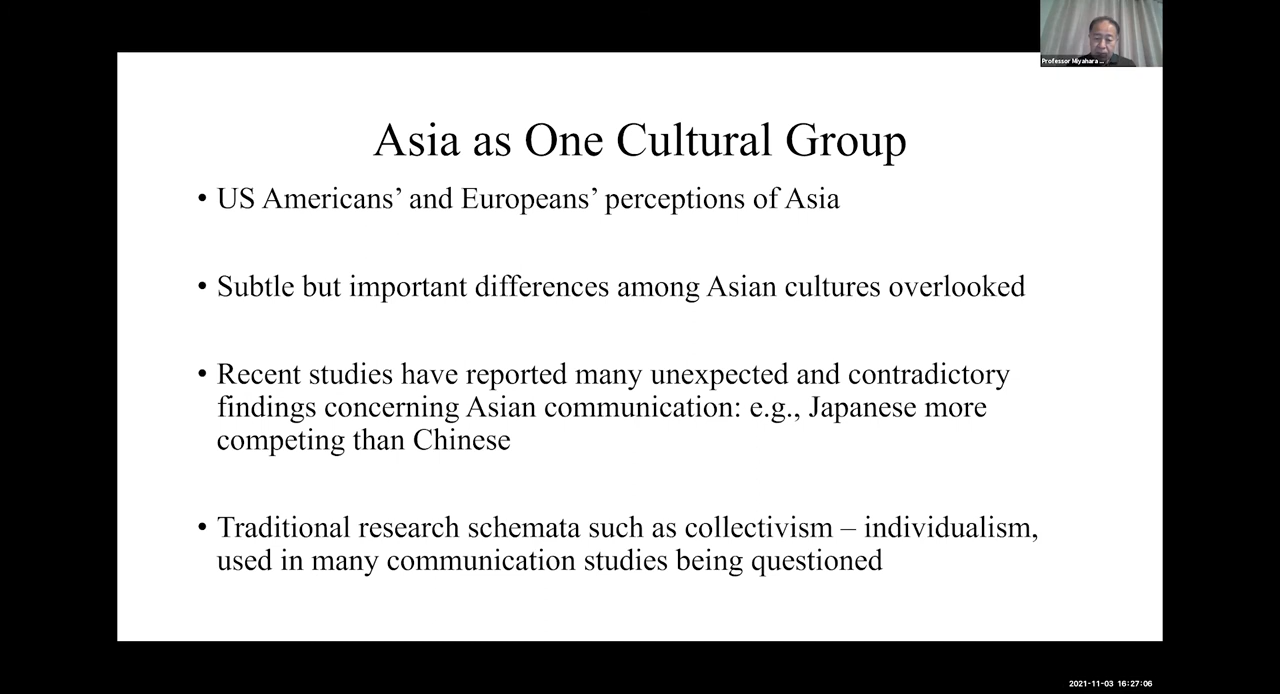 Professor Miyahara ...
Asia as One Cultural Group
• US Americans’ and Europeans’ perceptions of Asia
• Subtle but important differences among Asian cultures overlooked
• Recent studies have reported many unexpected and contradictory
findings concerning Asian communication: e.g., Japanese more
competing than Chinese
• Traditional research schemata such as collectivism – individualism,
used in many communication studies being questioned
2021-11-03 16:27:06